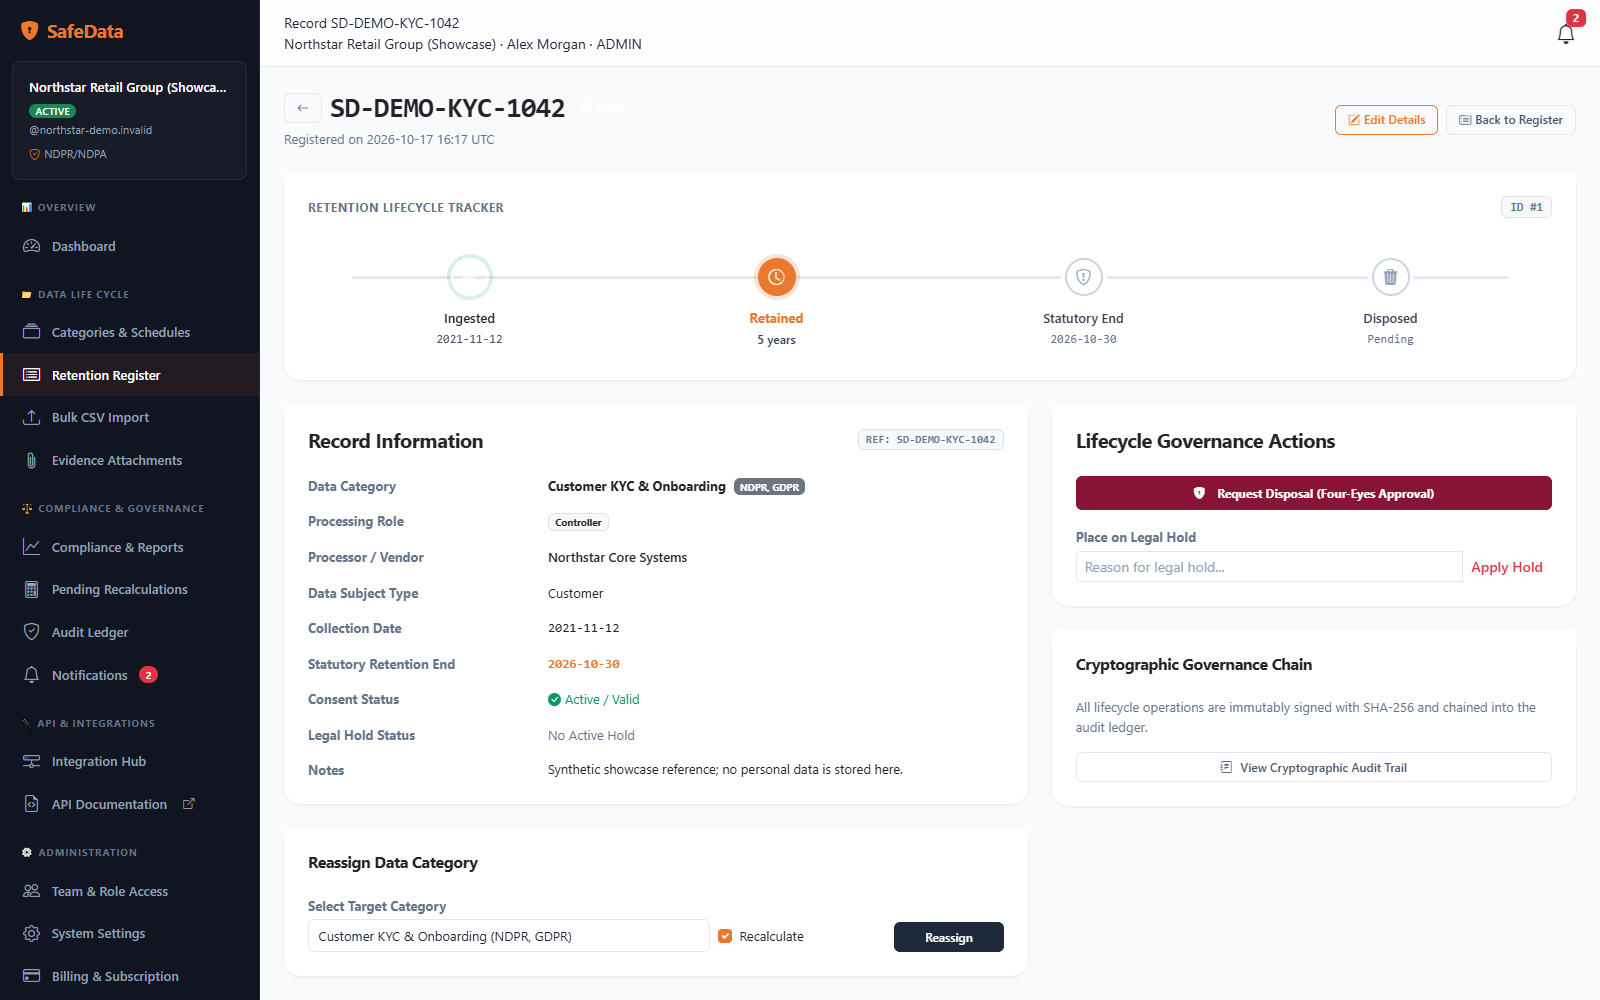 SafeData
Northstar Retail Group (Showca...
ACTIVE
@northstar-demo.invalid
NDPR/NDPA
OVERVIEW
Dashboard
DATA LIFE CYCLE
Categories & Schedules
Retention Register
Bulk CSV Import
Evidence Attachments
COMPLIANCE & GOVERNANCE
Compliance & Reports
Pending Recalculations
Audit Ledger
Notifications 2
API & INTEGRATIONS
Integration Hub
API Documentation
ADMINISTRATION
Team & Role Access
System Settings
Billing & Subscription
Record SD-DEMO-KYC-1042
Northstar Retail Group (Showcase) · Alex Morgan · ADMIN
2
SD-DEMO-KYC-1042 Active
Registered on 2026-10-17 16:17 UTC
Edit Details
Back to Register
RETENTION LIFECYCLE TRACKER
ID #1
Ingested
2021-11-12
Retained
5 years
Statutory End
2026-10-30
Disposed
Pending
Record Information
REF: SD-DEMO-KYC-1042
Data Category Customer KYC & Onboarding NDPR, GDPR
Processing Role Controller
Processor / Vendor Northstar Core Systems
Data Subject Type Customer
Collection Date 2021-11-12
Statutory Retention End 2026-10-30
Consent Status Active / Valid
Legal Hold Status No Active Hold
Notes Synthetic showcase reference; no personal data is stored here.
Lifecycle Governance Actions
Request Disposal (Four-Eyes Approval)
Place on Legal Hold
Reason for legal hold... Apply Hold
Cryptographic Governance Chain
All lifecycle operations are immutably signed with SHA-256 and chained into the
audit ledger.
View Cryptographic Audit Trail
Reassign Data Category
Select Target Category
Customer KYC & Onboarding (NDPR, GDPR) Recalculate Reassign